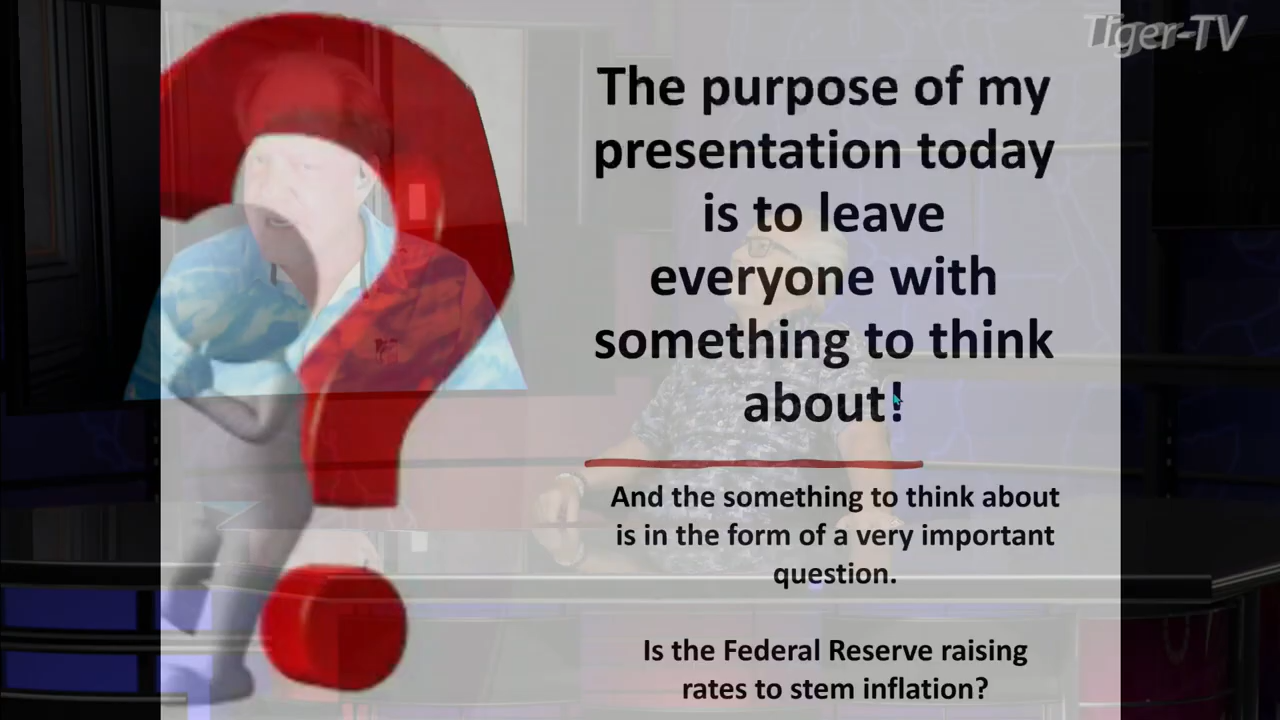 Tiger-TV
The purpose of my
presentation today
is to leave
everyone with
something to think
about!
And the something to think about
is in the form of a very important
question.
Is the Federal Reserve raising
rates to stem inflation?